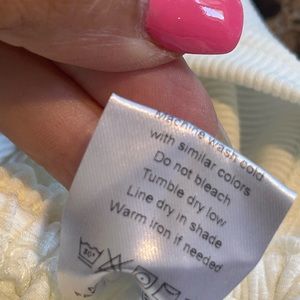 Machine wash cold
with similar colors
Do not bleach
Tumble dry low
Line dry in shade
Warm iron if needed